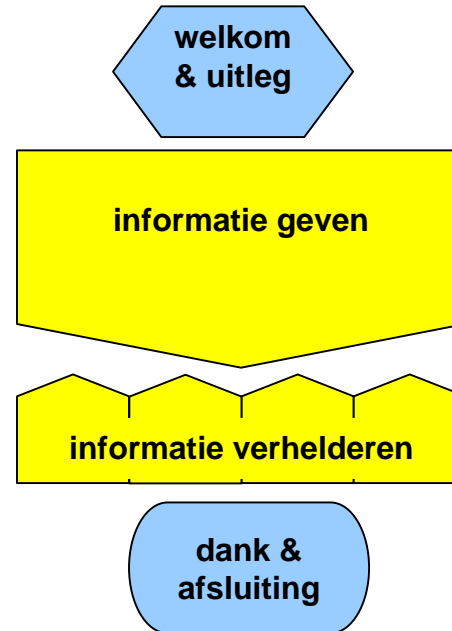 welkom
& uitleg
informatie geven
informatie verhelderen
dank &
afsluiting